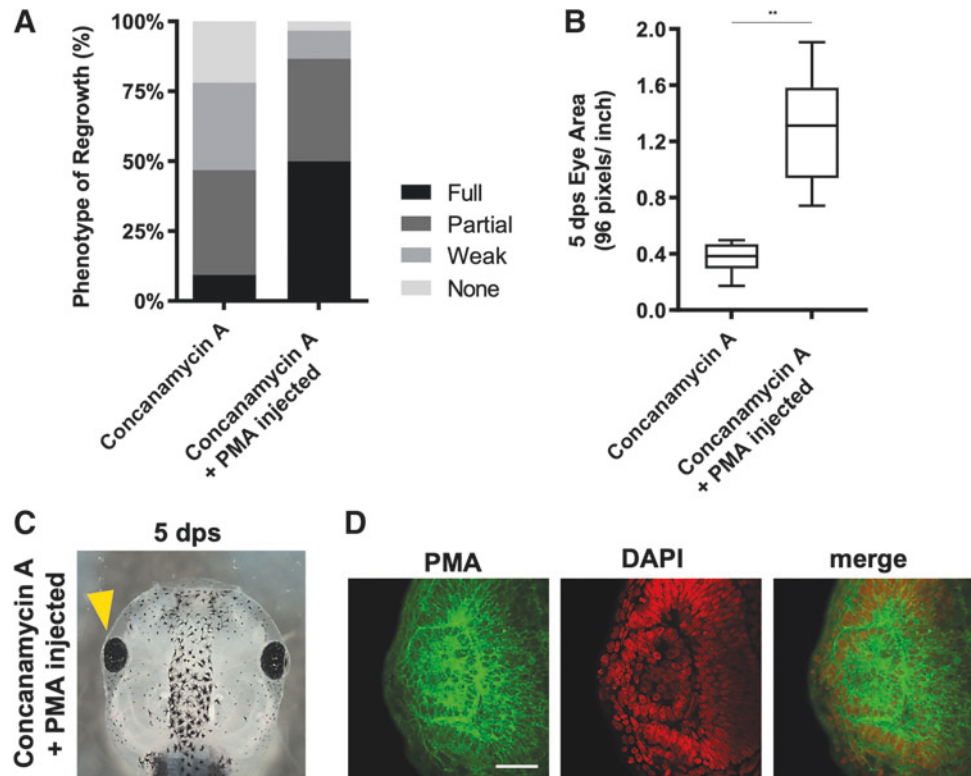 A
Phenotype of Regrowth (%)
100%
75%
50%
25%
0%
Concanamycin A
Concanamycin A
+ PMA injected
Full
Partial
Weak
None
B
**
5 dps Eye Area
(96 pixels/ inch)
2.0
1.6
1.2
0.8
0.4
0.0
Concanamycin A
Concanamycin A
+ PMA injected
C
5 dps
Concanamycin A
+ PMA injected
D
PMA
DAPI
merge